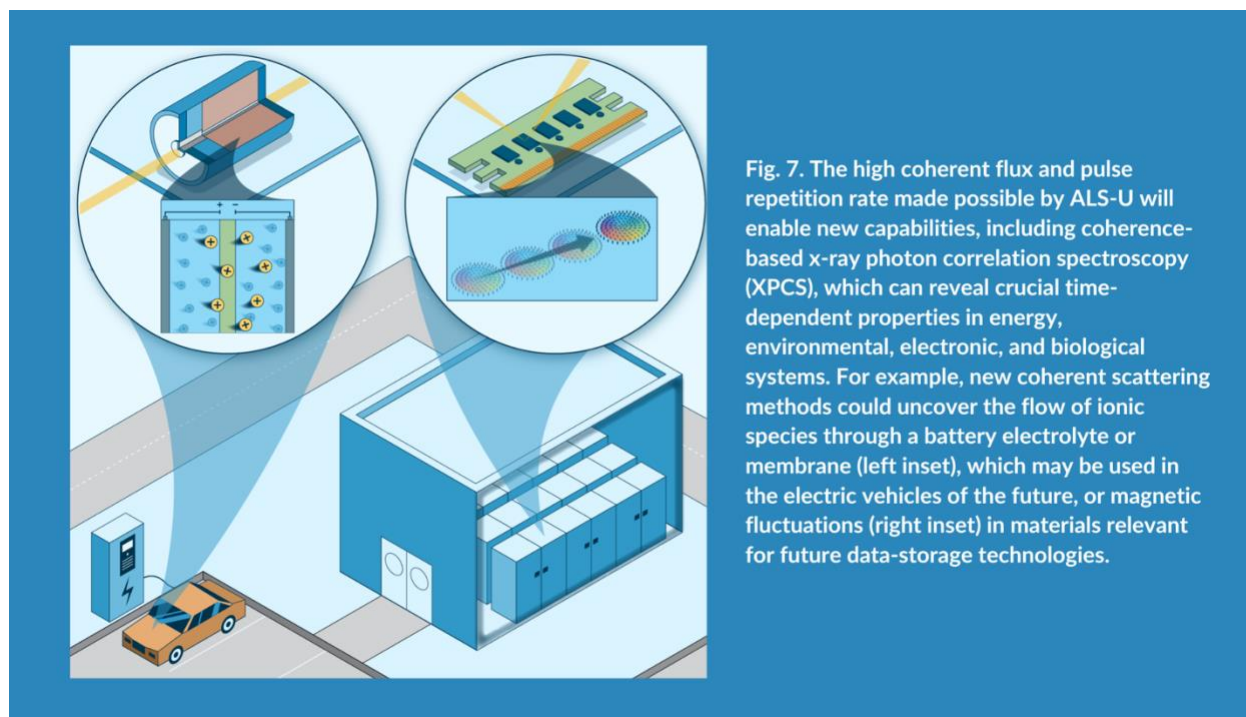 + −
+
+
+
+
+
+
+
Fig. 7. The high coherent flux and pulse
repetition rate made possible by ALS-U will
enable new capabilities, including coherence-
based x-ray photon correlation spectroscopy
(XPCS), which can reveal crucial time-
dependent properties in energy,
environmental, electronic, and biological
systems. For example, new coherent scattering
methods could uncover the flow of ionic
species through a battery electrolyte or
membrane (left inset), which may be used in
the electric vehicles of the future, or magnetic
fluctuations (right inset) in materials relevant
for future data-storage technologies.